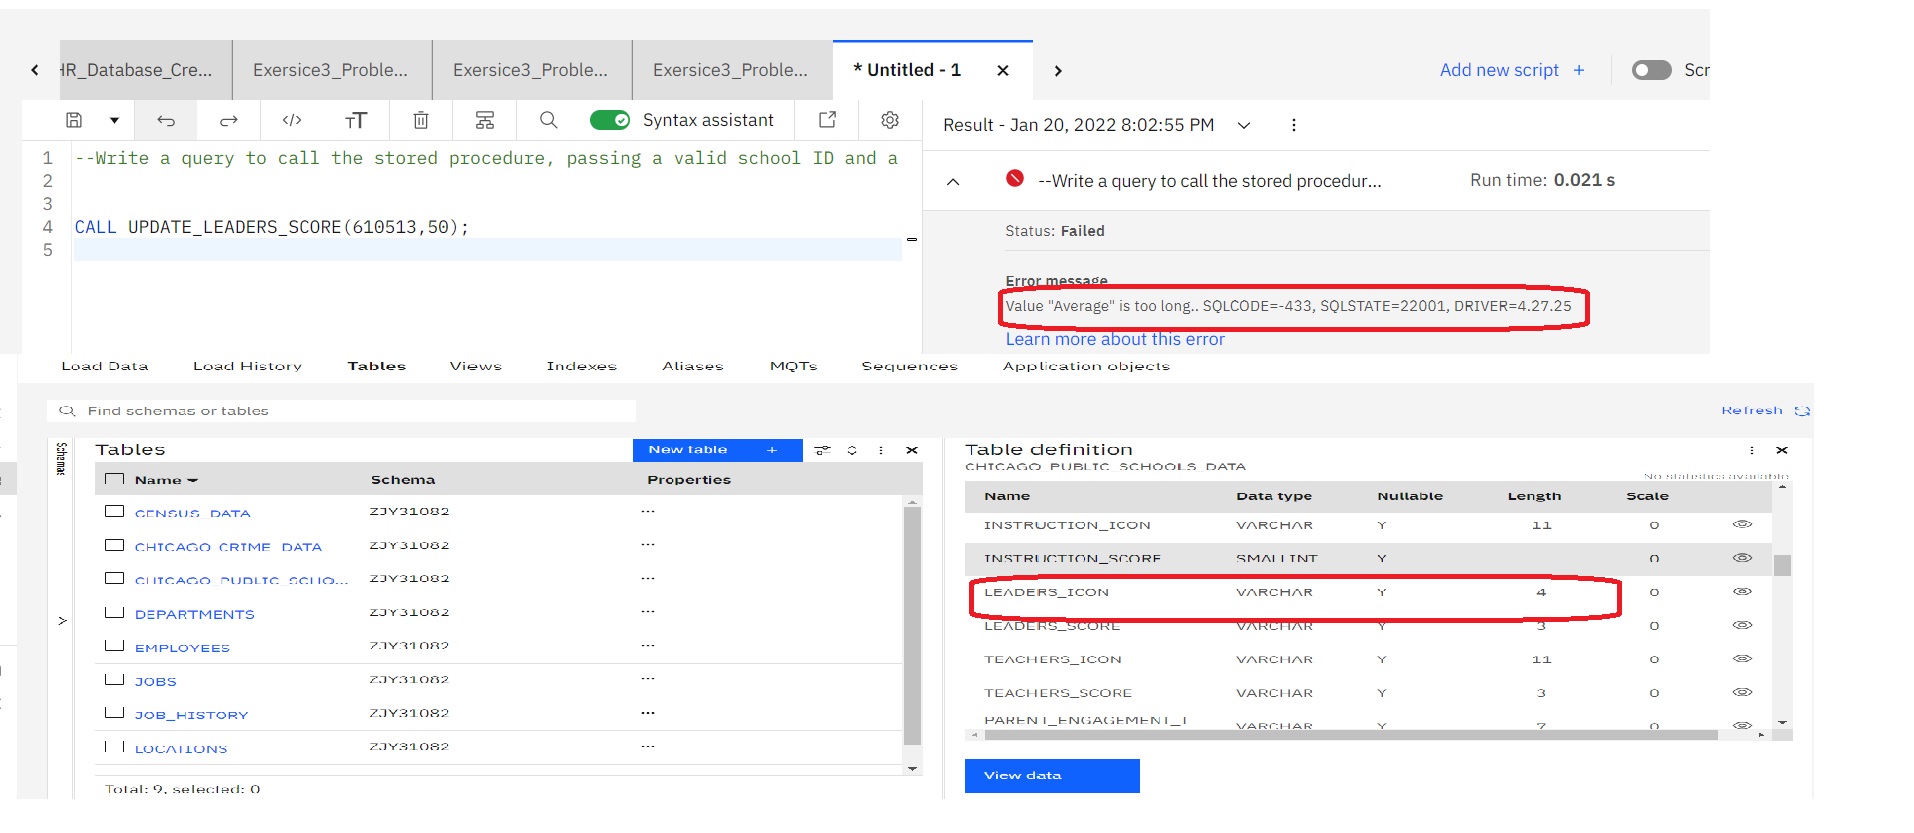 HR_Database_Cre...
Exersice3_Proble...
Exersice3_Proble...
Exersice3_Proble...
* Untitled - 1
Add new script +
Scr
Syntax assistant
Result - Jan 20, 2022 8:02:55 PM
1 --Write a query to call the stored procedure, passing a valid school ID and a
2
3
4 CALL UPDATE_LEADERS_SCORE(610513,50);
5
--Write a query to call the stored procedur...
Run time: 0.021 s
Status: Failed
Error message
Value "Average" is too long.. SQLCODE=-433, SQLSTATE=22001, DRIVER=4.27.25
Learn more about this error
Load Data Load History Tables Views Indexes Aliases MQTs Sequences Application objects
Find schemas or tables
Refresh
Schemas
Tables
New table +
Name Schema Properties
CENSUS_DATA ZJY31082 ...
CHICAGO_CRIME_DATA ZJY31082 ...
CHICAGO_PUBLIC_SCHO... ZJY31082 ...
DEPARTMENTS ZJY31082 ...
EMPLOYEES ZJY31082 ...
JOBS ZJY31082 ...
JOB_HISTORY ZJY31082 ...
LOCATIONS ZJY31082 ...
Total: 9, selected: 0
Table definition
CHICAGO_PUBLIC_SCHOOLS_DATA
No statistics available
Name Data type Nullable Length Scale
INSTRUCTION_ICON VARCHAR Y 11 0
INSTRUCTION_SCORE SMALLINT Y 0
LEADERS_ICON VARCHAR Y 4 0
LEADERS_SCORE VARCHAR Y 3 0
TEACHERS_ICON VARCHAR Y 11 0
TEACHERS_SCORE VARCHAR Y 3 0
PARENT_ENGAGEMENT_I VARCHAR Y 7 0
View data